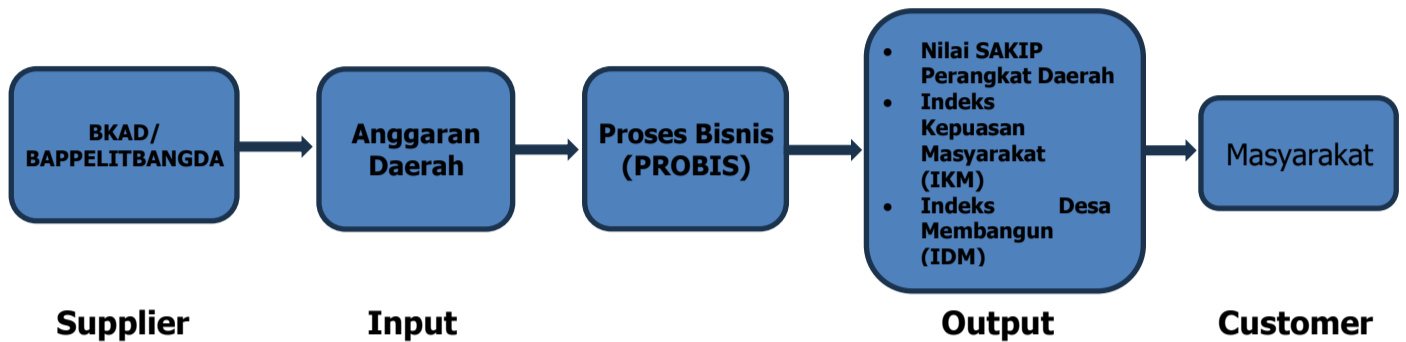 BKAD/
BAPPELITBANGDA
Anggaran
Daerah
Proses Bisnis
(PROBIS)
• Nilai SAKIP
Perangkat Daerah
• Indeks
Kepuasan
Masyarakat
(IKM)
• Indeks Desa
Membangun
(IDM)
Masyarakat
Supplier
Input
Output
Customer